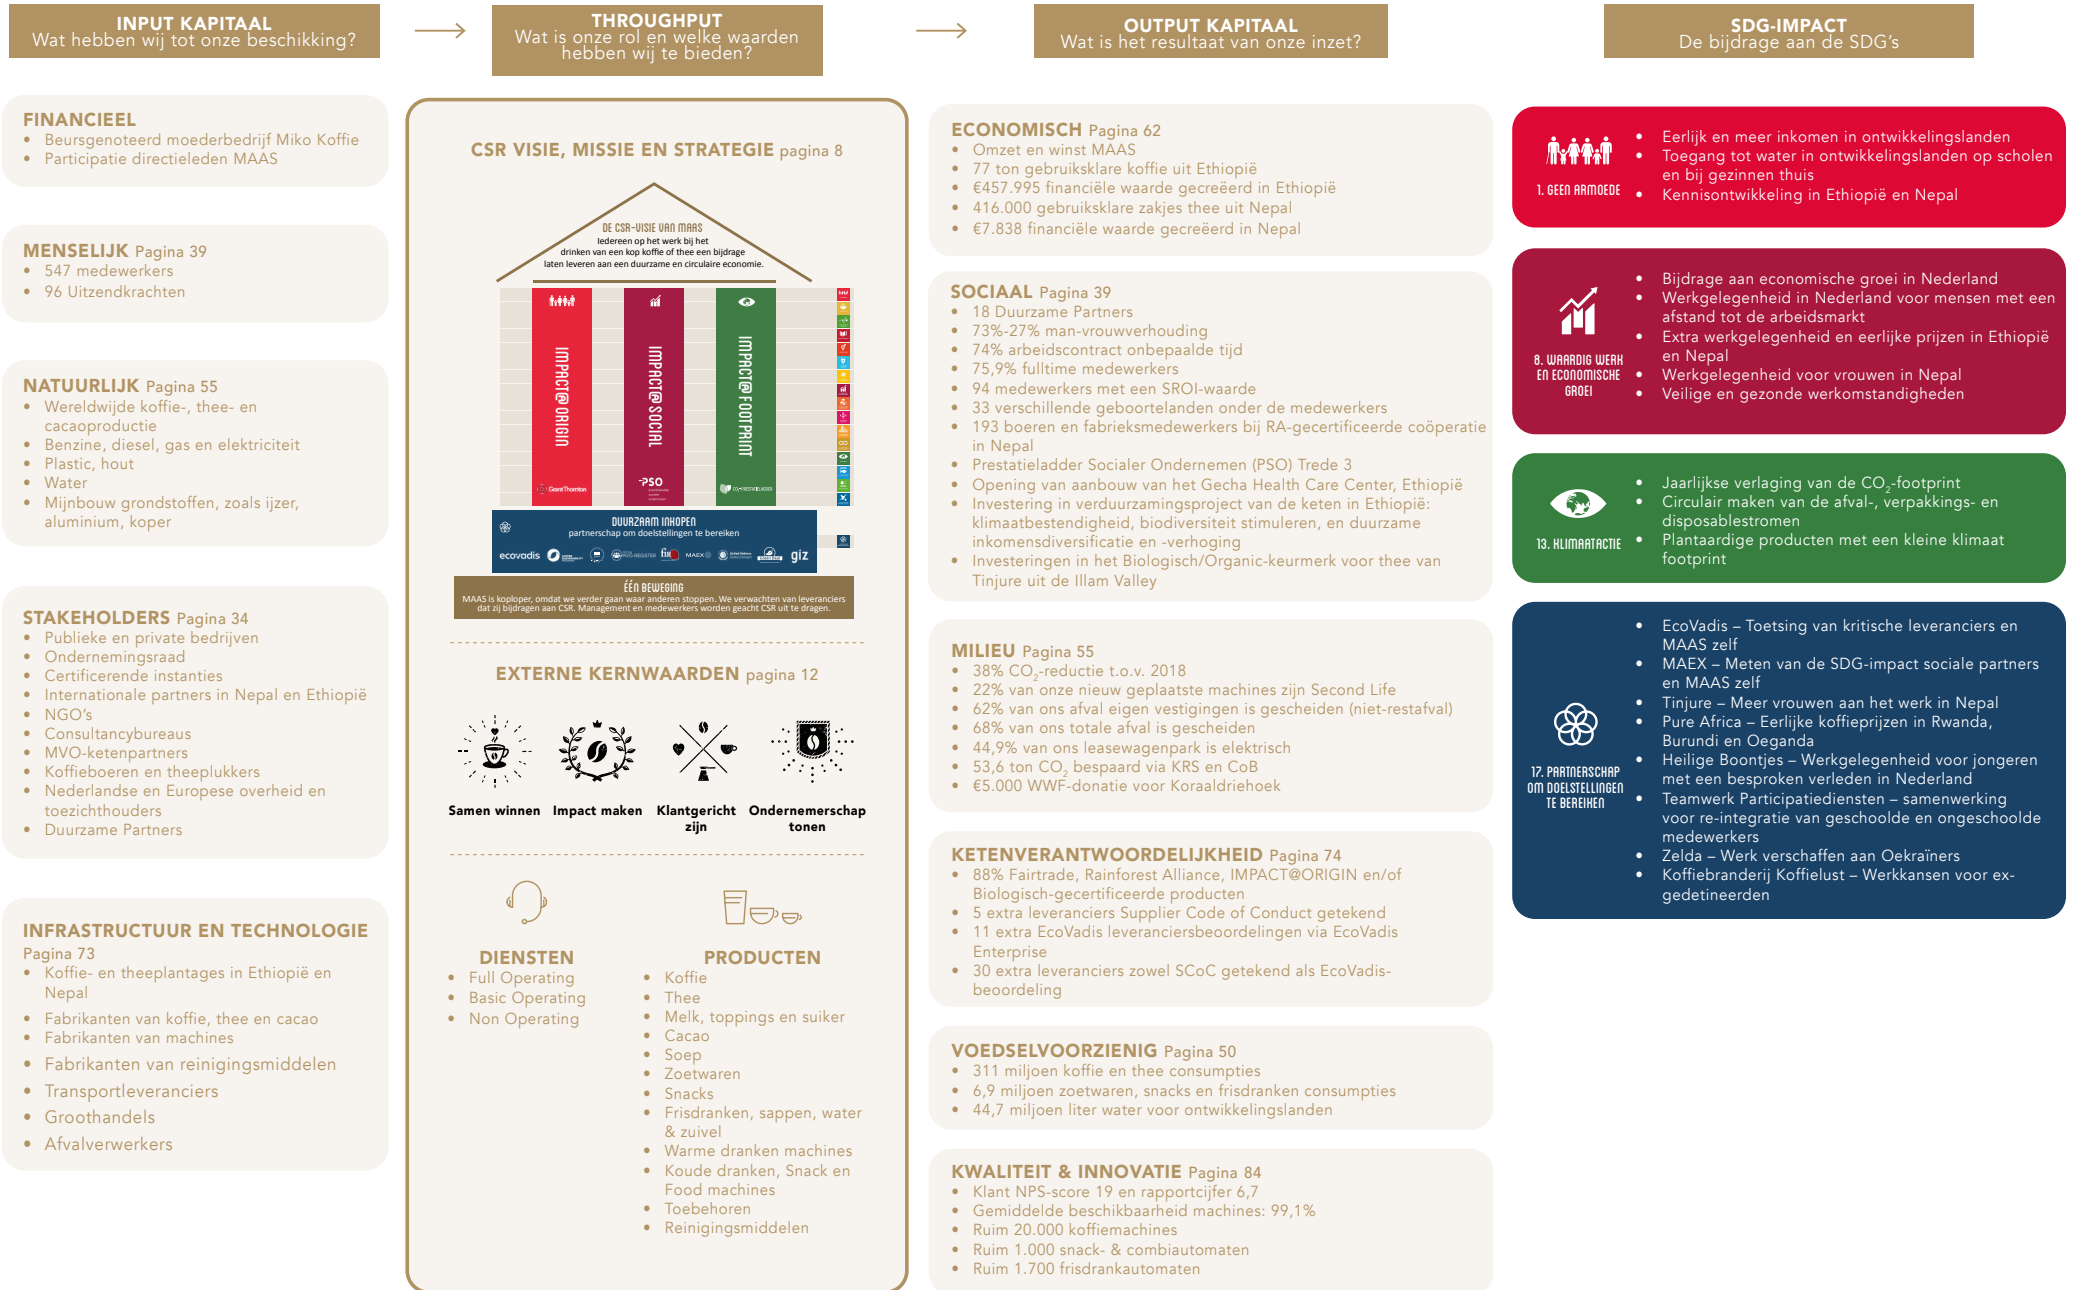 INPUT KAPITAAL
Wat hebben wij tot onze beschikking?
THROUGHPUT
Wat is onze rol en welke waarden
hebben wij te bieden?
OUTPUT KAPITAAL
Wat is het resultaat van onze inzet?
SDG-IMPACT
De bijdrage aan de SDG's
FINANCIEEL
• Beursgenoteerd moederbedrijf Miko Koffie
• Participatie directieleden MAAS
MENSELIJK Pagina 39
• 547 medewerkers
• 96 Uitzendkrachten
NATUURLIJK Pagina 55
• Wereldwijde koffie-, thee- en
cacaoproductie
• Benzine, diesel, gas en elektriciteit
• Plastic, hout
• Water
• Mijnbouw grondstoffen, zoals ijzer,
aluminium, koper
STAKEHOLDERS Pagina 34
• Publieke en private bedrijven
• Ondernemingsraad
• Certificerende instanties
• Internationale partners in Nepal en Ethiopië
• NGO's
• Consultancybureaus
• MVO-ketenpartners
• Koffieboeren en theeplukkers
• Nederlandse en Europese overheid en
toezichthouders
• Duurzame Partners
INFRASTRUCTUUR EN TECHNOLOGIE
Pagina 73
• Koffie- en theeplantages in Ethiopië en
Nepal
• Fabrikanten van koffie, thee en cacao
• Fabrikanten van machines
• Fabrikanten van reinigingsmiddelen
• Transportleveranciers
• Groothandels
• Afvalverwerkers
CSR VISIE, MISSIE EN STRATEGIE pagina 8
DE CSR-VISIE VAN MAAS
Iedereen op het werk bij het
drinken van een kop koffie of thee een bijdrage
laten leveren aan een duurzame en circulaire economie.
IMPACT@ORIGIN
IMPACT@SOCIAL
IMPACT@FOOTPRINT
GrantThornton
PSO
CO₂-PRESTATIELADDER
DUURZAAM INKOPEN
partnerschap om doelstellingen te bereiken
ecovadis
MVO-REGISTER
MAEX
giz
ÉÉN BEWEGING
MAAS is koploper, omdat we verder gaan waar anderen stoppen. We verwachten van leveranciers
dat zij bijdragen aan CSR. Management en medewerkers worden geacht CSR uit te dragen.
EXTERNE KERNWAARDEN pagina 12
Samen winnen
Impact maken
Klantgericht
zijn
Ondernemerschap
tonen
DIENSTEN
• Full Operating
• Basic Operating
• Non Operating
PRODUCTEN
• Koffie
• Thee
• Melk, toppings en suiker
• Cacao
• Soep
• Zoetwaren
• Snacks
• Frisdranken, sappen, water
& zuivel
• Warme dranken machines
• Koude dranken, Snack en
Food machines
• Toebehoren
• Reinigingsmiddelen
ECONOMISCH Pagina 62
• Omzet en winst MAAS
• 77 ton gebruiksklare koffie uit Ethiopië
• €457.995 financiële waarde gecreëerd in Ethiopië
• 416.000 gebruiksklare zakjes thee uit Nepal
• €7.838 financiële waarde gecreëerd in Nepal
SOCIAAL Pagina 39
• 18 Duurzame Partners
• 73%-27% man-vrouwverhouding
• 74% arbeidscontract onbepaalde tijd
• 75,9% fulltime medewerkers
• 94 medewerkers met een SROI-waarde
• 33 verschillende geboortelanden onder de medewerkers
• 193 boeren en fabrieksmedewerkers bij RA-gecertificeerde coöperatie
in Nepal
• Prestatieladder Socialer Ondernemen (PSO) Trede 3
• Opening van aanbouw van het Gecha Health Care Center, Ethiopië
• Investering in verduurzamingsproject van de keten in Ethiopië:
klimaatbestendigheid, biodiversiteit stimuleren, en duurzame
inkomensdiversificatie en -verhoging
• Investeringen in het Biologisch/Organic-keurmerk voor thee van
Tinjure uit de Illam Valley
MILIEU Pagina 55
• 38% CO₂-reductie t.o.v. 2018
• 22% van onze nieuw geplaatste machines zijn Second Life
• 62% van ons afval eigen vestigingen is gescheiden (niet-restafval)
• 68% van ons totale afval is gescheiden
• 44,9% van ons leasewagenpark is elektrisch
• 53,6 ton CO₂ bespaard via KRS en CoB
• €5.000 WWF-donatie voor Koraaldriehoek
KETENVERANTWOORDELIJKHEID Pagina 74
• 88% Fairtrade, Rainforest Alliance, IMPACT@ORIGIN en/of
Biologisch-gecertificeerde producten
• 5 extra leveranciers Supplier Code of Conduct getekend
• 11 extra EcoVadis leveranciersbeoordelingen via EcoVadis
Enterprise
• 30 extra leveranciers zowel SCoC getekend als EcoVadis-
beoordeling
VOEDSELVOORZIENIG Pagina 50
• 311 miljoen koffie en thee consumpties
• 6,9 miljoen zoetwaren, snacks en frisdranken consumpties
• 44,7 miljoen liter water voor ontwikkelingslanden
KWALITEIT & INNOVATIE Pagina 84
• Klant NPS-score 19 en rapportcijfer 6,7
• Gemiddelde beschikbaarheid machines: 99,1%
• Ruim 20.000 koffiemachines
• Ruim 1.000 snack- & combiautomaten
• Ruim 1.700 frisdrankautomaten
1. GEEN ARMOEDE
• Eerlijk en meer inkomen in ontwikkelingslanden
• Toegang tot water in ontwikkelingslanden op scholen
en bij gezinnen thuis
• Kennisontwikkeling in Ethiopië en Nepal
8. WAARDIG WERK
EN ECONOMISCHE
GROEI
• Bijdrage aan economische groei in Nederland
• Werkgelegenheid in Nederland voor mensen met een
afstand tot de arbeidsmarkt
• Extra werkgelegenheid en eerlijke prijzen in Ethiopië
en Nepal
• Werkgelegenheid voor vrouwen in Nepal
• Veilige en gezonde werkomstandigheden
13. KLIMAATACTIE
• Jaarlijkse verlaging van de CO₂-footprint
• Circulair maken van de afval-, verpakkings- en
disposablestromen
• Plantaardige producten met een kleine klimaat
footprint
17. PARTNERSCHAP
OM DOELSTELLINGEN
TE BEREIKEN
• EcoVadis – Toetsing van kritische leveranciers en
MAAS zelf
• MAEX – Meten van de SDG-impact sociale partners
en MAAS zelf
• Tinjure – Meer vrouwen aan het werk in Nepal
• Pure Africa – Eerlijke koffieprijzen in Rwanda,
Burundi en Oeganda
• Heilige Boontjes – Werkgelegenheid voor jongeren
met een besproken verleden in Nederland
• Teamwerk Participatiediensten – samenwerking
voor re-integratie van geschoolde en ongeschoolde
medewerkers
• Zelda – Werk verschaffen aan Oekraïners
• Koffiebranderij Koffielust – Werkkansen voor ex-
gedetineerden